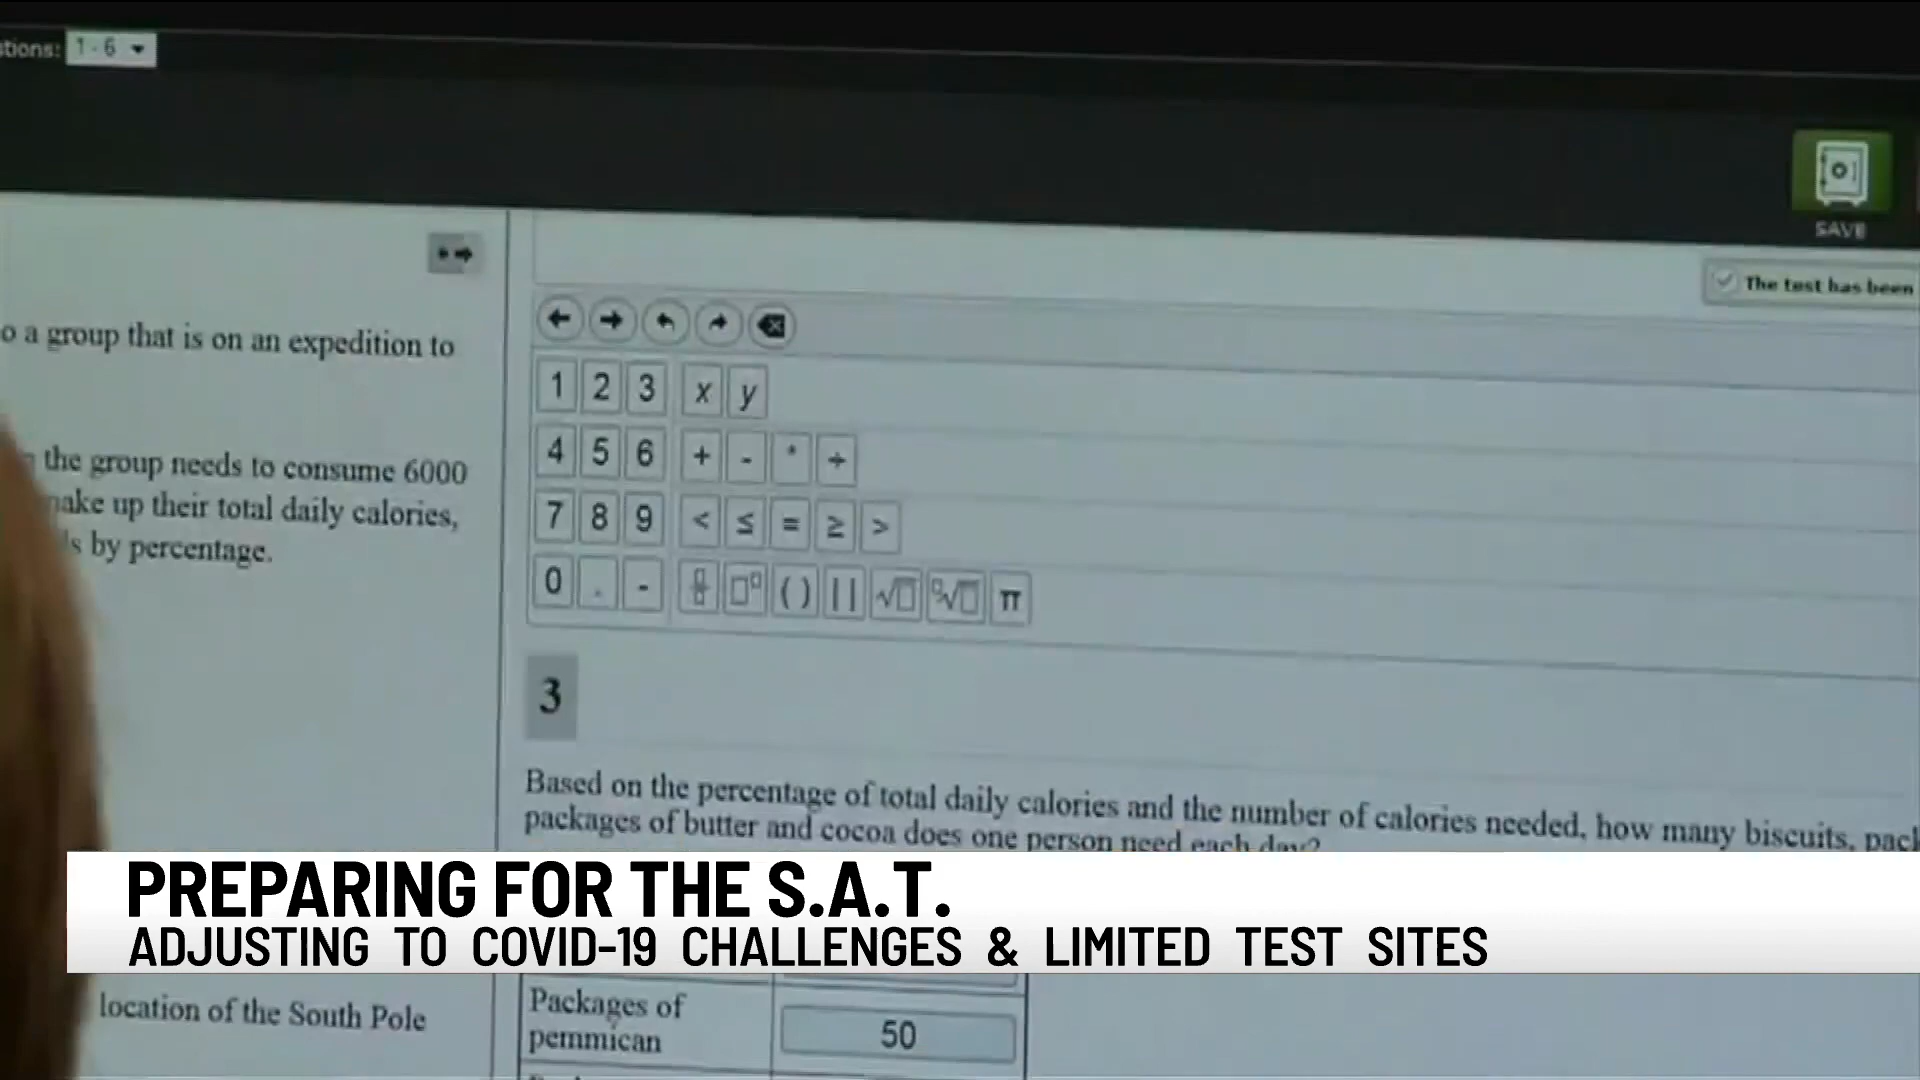 1 - 6
SAVE
The test has been
o a group that is on an expedition to
the group needs to consume 6000
make up their total daily calories,
by percentage.
1 2 3 x y
4 5 6 + - * ÷
7 8 9 < ≤ = ≥ >
0 . - ( ) | | √ √ π
3
Based on the percentage of total daily calories and the number of calories needed, how many biscuits,
packages of butter and cocoa does one person need each day?
PREPARING FOR THE S.A.T.
ADJUSTING TO COVID-19 CHALLENGES & LIMITED TEST SITES
location of the South Pole
Packages of
pemmican
50